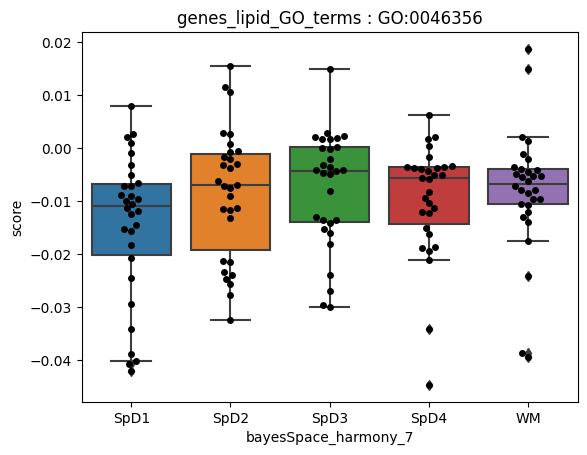 genes_lipid_GO_terms : GO:0046356
0.02
0.01
0.00
−0.01
−0.02
−0.03
−0.04
score
SpD1 SpD2 SpD3 SpD4 WM
bayesSpace_harmony_7